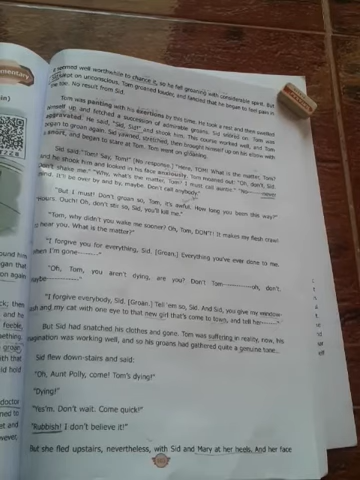 It seemed well worthwhile to chance it, so he fell groaning with considerable spirit. But
Sid slept on unconscious. Tom groaned louder, and fancied that he began to feel pain in
the toe. No result from Sid.
Tom was panting with his exertions by this time. He took a rest and then swelled
himself up and fetched a succession of admirable groans. Sid snored on. Tom was
aggravated. He said, "Sid, Sid!" and shook him. This course worked well, and Tom
began to groan again. Sid yawned, stretched, then brought himself up on his elbow with
a snort, and began to stare at Tom. Tom went on groaning.
Sid said: "Tom! Say, Tom!" [No response.] "Here, TOM! What is the matter, Tom?"
and he shook him and looked in his face anxiously. Tom moaned out: "Oh, don't, Sid.
Don't shake me." "Why, what's the matter, Tom? I must call auntie." "No—never
mind. It'll be over by and by, maybe. Don't call anybody."
"But I must! Don't groan so, Tom, it's awful. How long you been this way?"
"Hours. Ouch! Oh, don't stir so, Sid, you'll kill me."
"Tom, why didn't you wake me sooner? Oh, Tom, DON'T! It makes my flesh crawl
to hear you. What is the matter?"
"I forgive you for everything, Sid. [Groan.] Everything you've ever done to me.
when I'm gone———"
"Oh, Tom, you aren't dying, are you? Don't Tom———oh, don't.
maybe———"
"I forgive everybody, Sid. [Groan.] Tell 'em so, Sid. And Sid, you give my window-
sash and my cat with one eye to that new girl that's come to town, and tell her———"
But Sid had snatched his clothes and gone. Tom was suffering in reality, now, his
imagination was working well, and so his groans had gathered quite a genuine tone.
Sid flew down-stairs and said:
"Oh, Aunt Polly, come! Tom's dying!"
"Dying!"
"Yes'm. Don't wait. Come quick!"
"Rubbish! I don't believe it!"
But she fled upstairs, nevertheless, with Sid and Mary at her heels. And her face